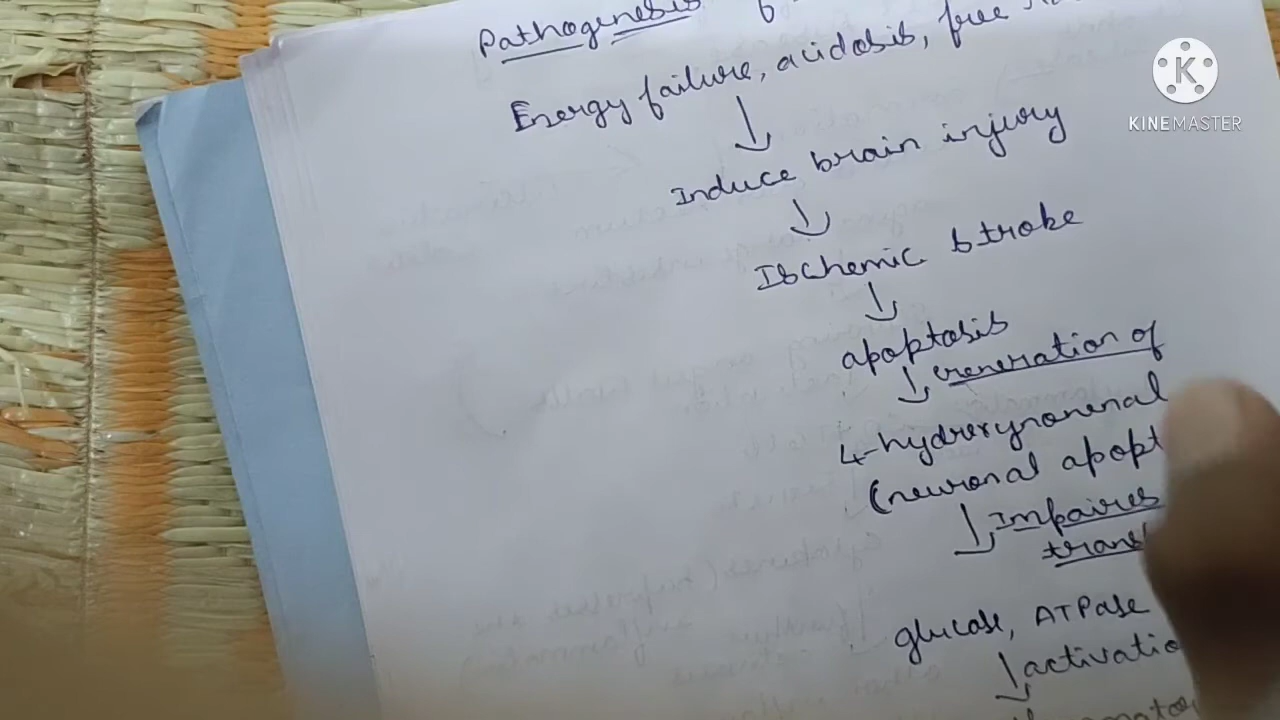 Pathogenesis
Energy failure, acidosis, free
Induce brain injury
Ischemic stroke
apoptosis
Generation of
4-hydroxynonenal
(neuronal apopt
Impaires
trans
glucose, ATPase
activatio
K
KINEMASTER